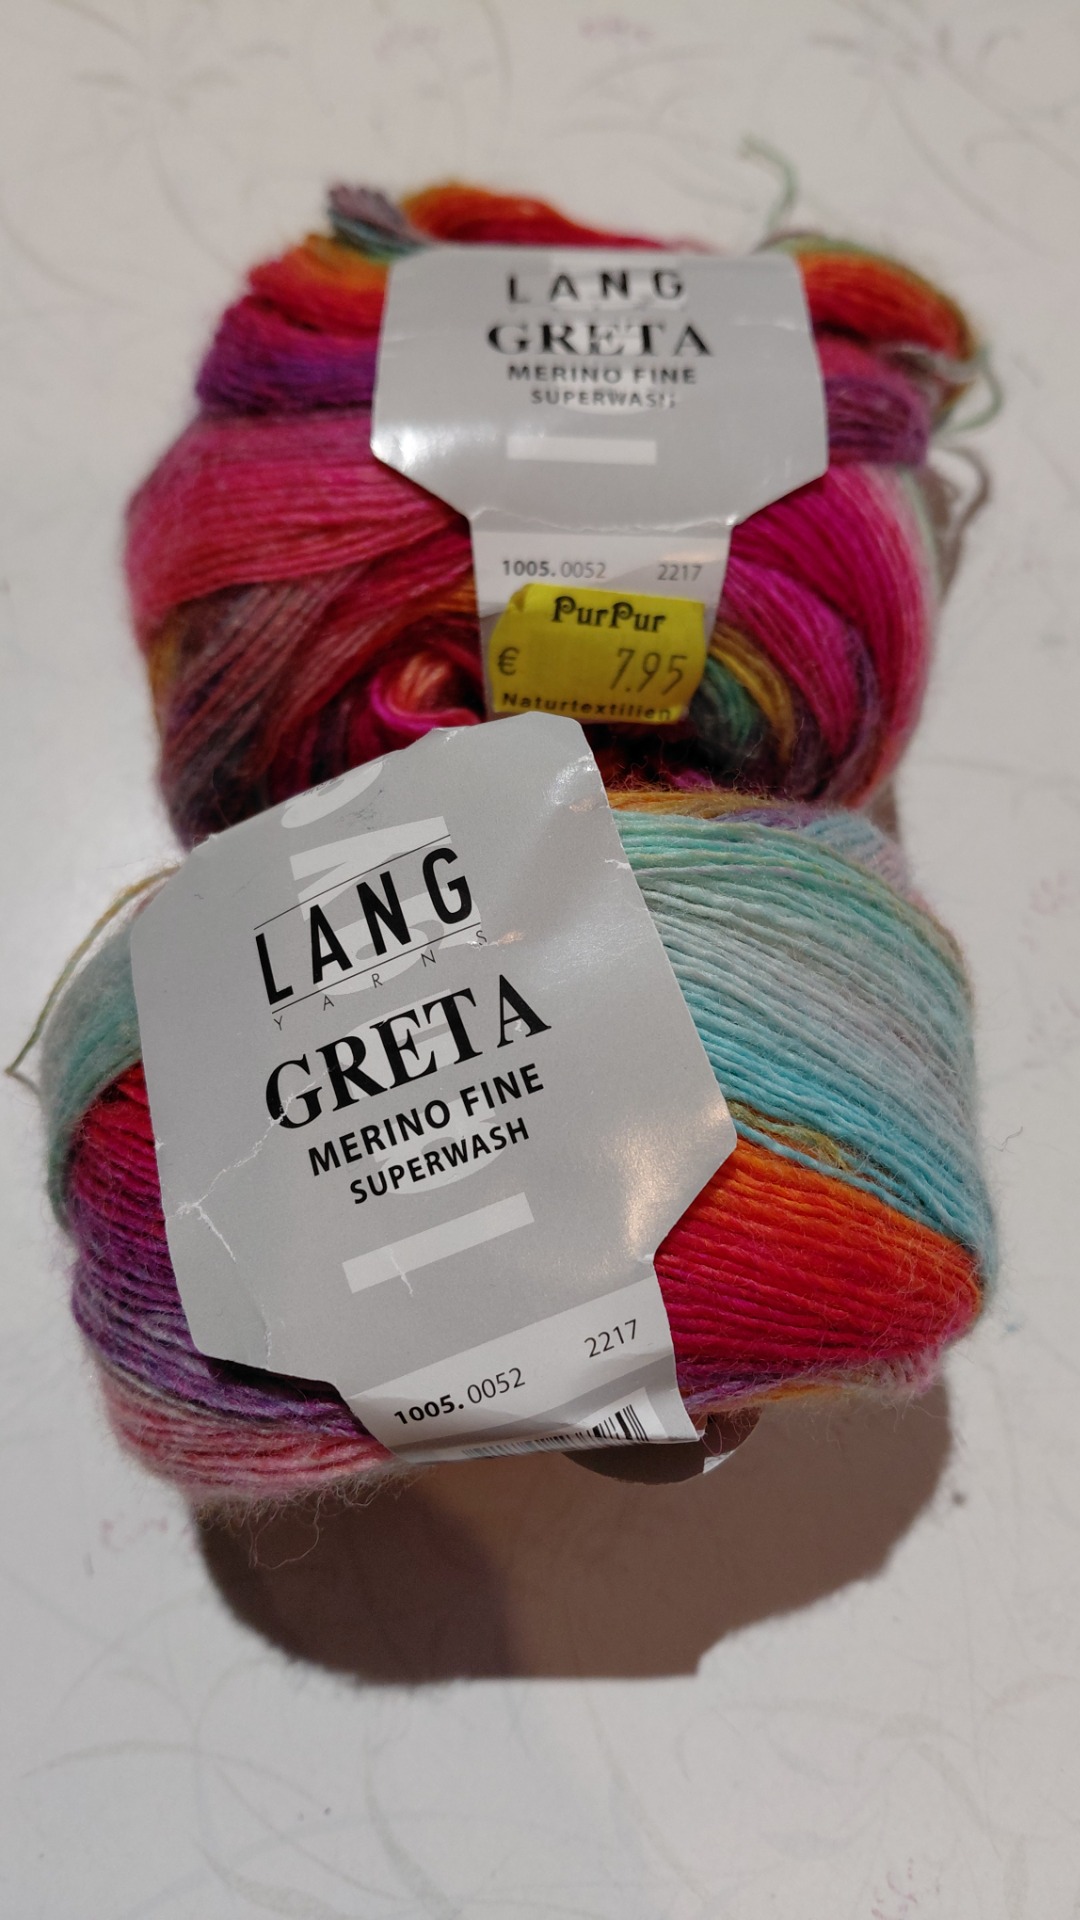 LANG
GRETA
MERINO FINE
SUPERWASH
1005.0052 2217
PurPur
€ 7.95
Naturtextilien
LANG
YARNS
GRETA
MERINO FINE
SUPERWASH
1005.0052 2217